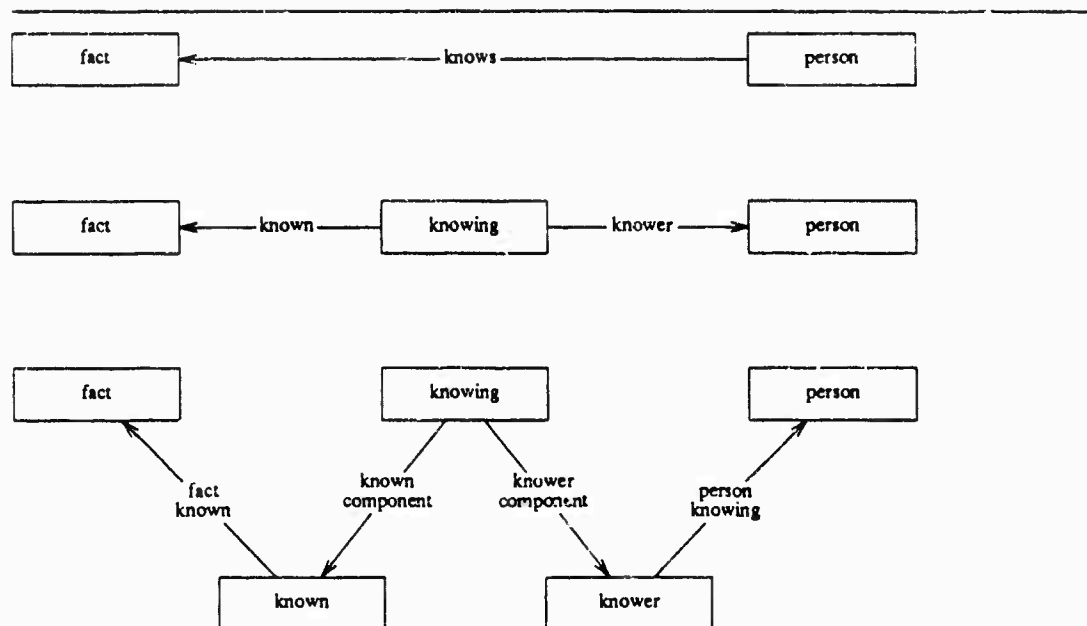 fact
knows
person
fact
known
knowing
knower
person
fact
knowing
person
fact
known
known
component
knower
component
person
knowing
known
knower